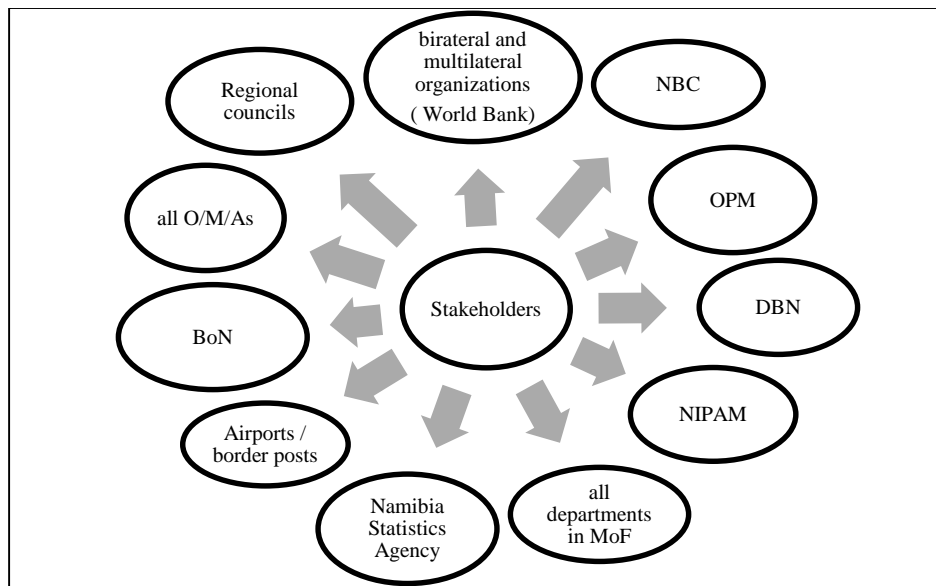 birateral and
multilateral
organizations
( World Bank)
NBC
OPM
DBN
NIPAM
all
departments
in MoF
Namibia
Statistics
Agency
Airports /
border posts
BoN
all O/M/As
Regional
councils
Stakeholders